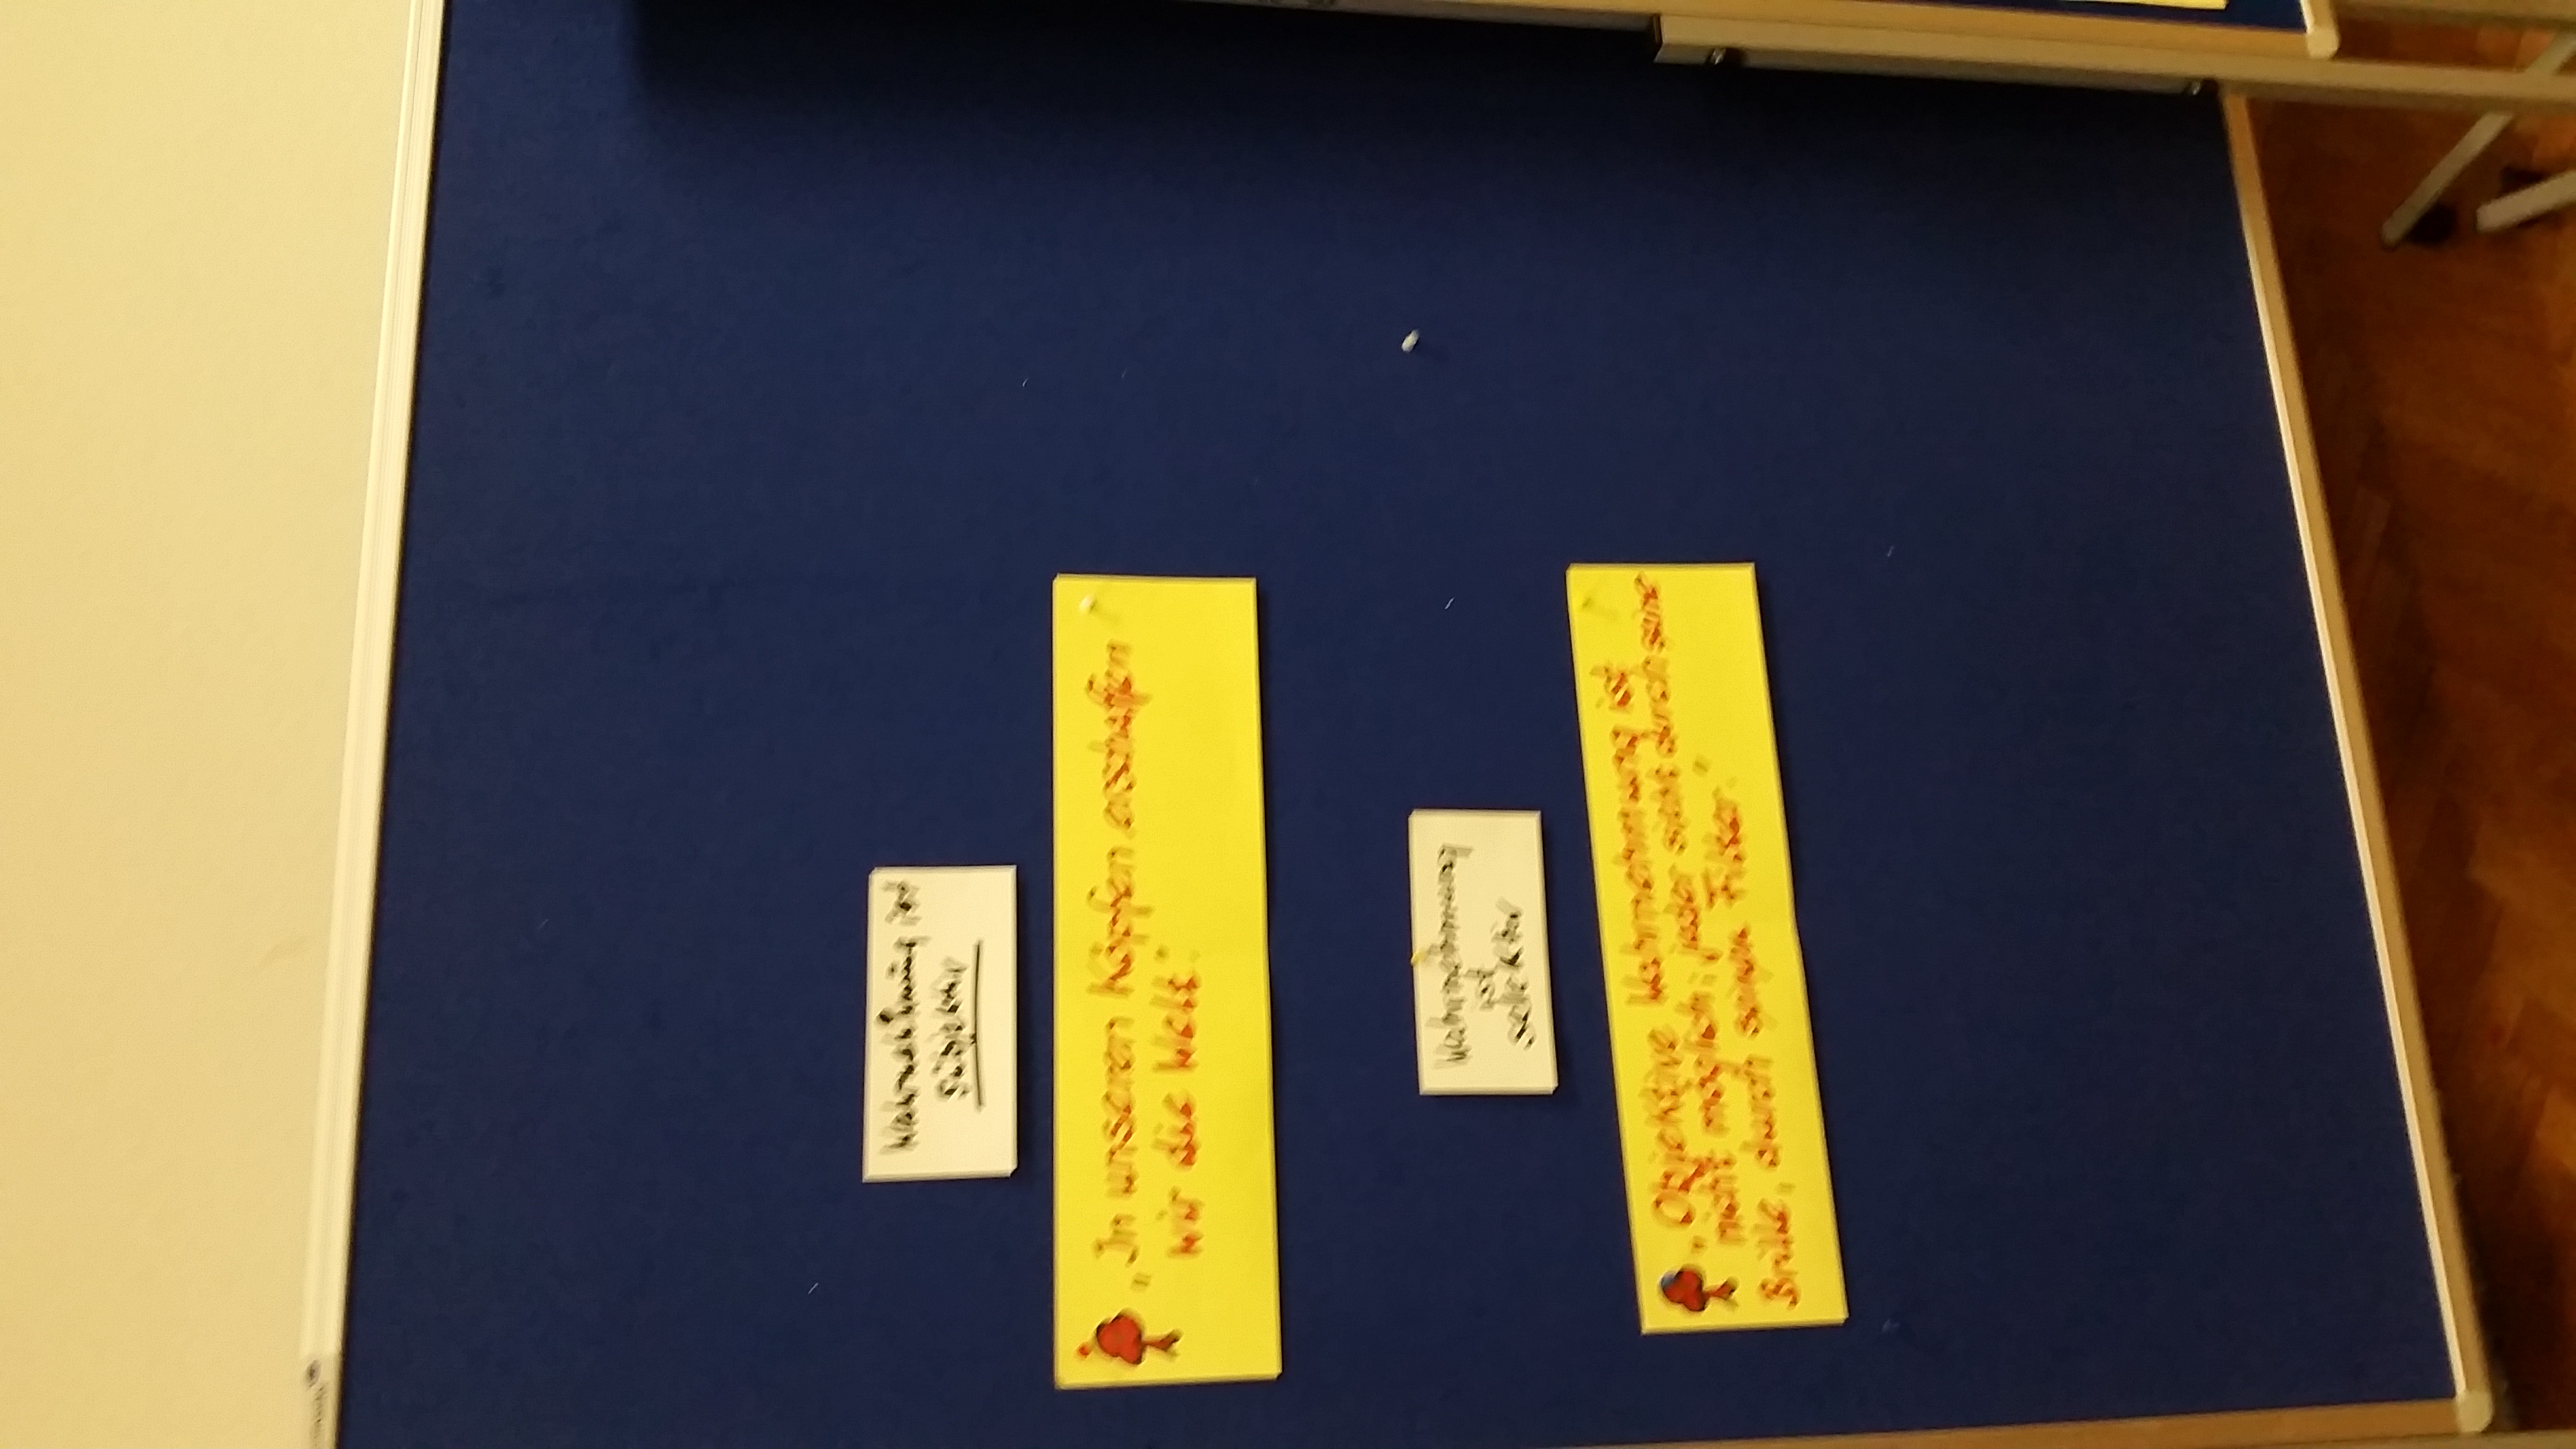 Wahrnehmung ist
subjektiv
„In unseren Köpfen erschaffen
wir die Welt."
Wahrnehmung
ist
selektiv
„Objektive Wahrnehmung ist
nicht möglich; jeder sieht durch seine
Brille, durch seinen Filter."